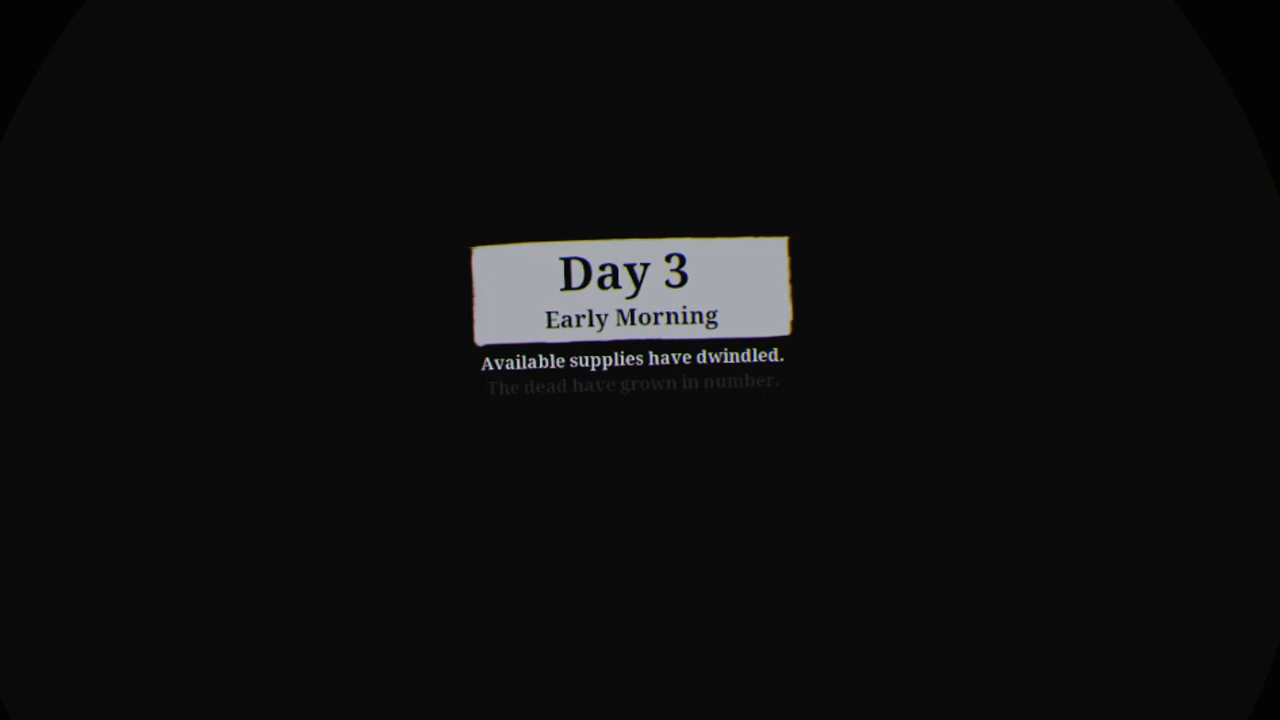 Day 3
Early Morning
Available supplies have dwindled.
The dead have grown in number.